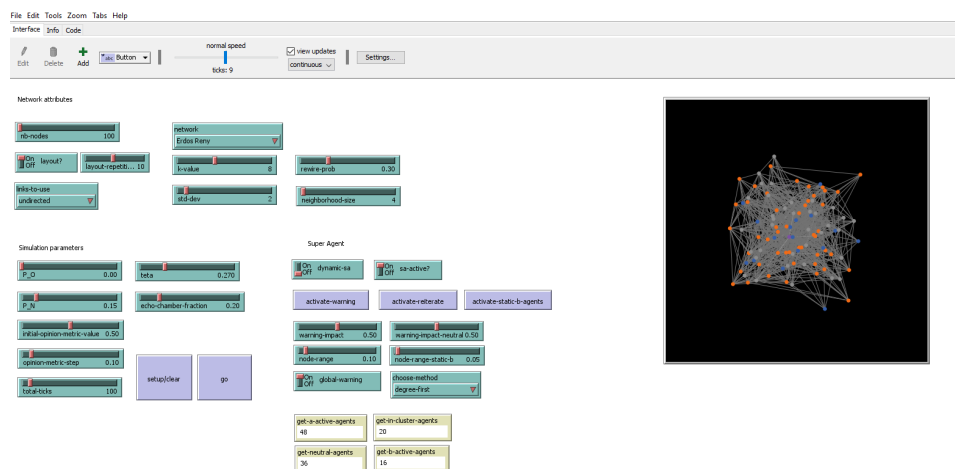 File Edit Tools Zoom Tabs Help
Interface Info Code
Edit Delete Add abc Button normal speed ticks: 9 view updates continuous Settings...
Network attributes
nb-nodes 100
network
Erdos Reny
On Off layout? layout-repetiti... 10
k-value 8
rewire-prob 0.30
links-to-use
undirected
std-dev 2
neighborhood-size 4
Simulation parameters
Super Agent
P_O 0.00
teta 0.270
On Off dynamic-sa
On Off sa-active?
P_N 0.15
echo-chamber-fraction 0.20
activate-warning
activate-reiterate
activate-static-b-agents
initial-opinion-metric-value 0.50
warning-impact 0.50
warning-impact-neutral 0.50
opinion-metric-step 0.10
node-range 0.10
node-range-static-b 0.05
setup/clear
go
total-ticks 100
On Off global-warning
choose-method
degree-first
get-a-active-agents
48
get-in-cluster-agents
20
get-neutral-agents
36
get-b-active-agents
16